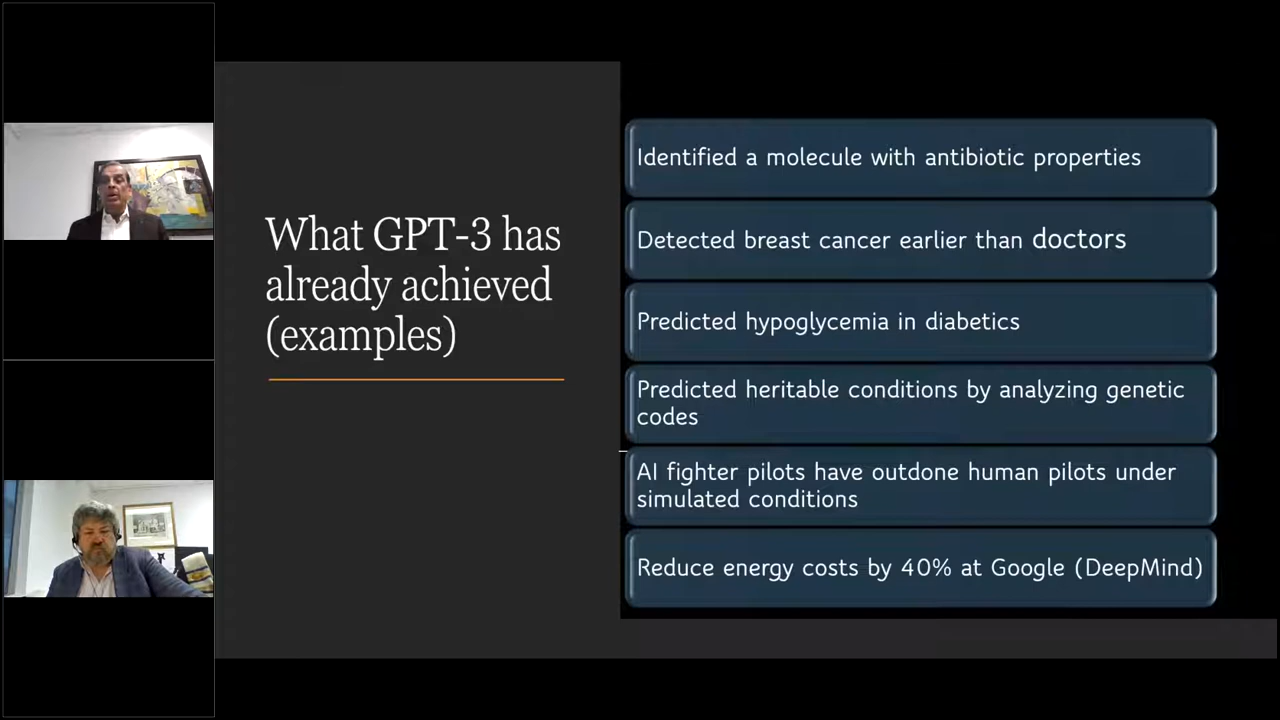 What GPT-3 has
already achieved
(examples)
Identified a molecule with antibiotic properties
Detected breast cancer earlier than doctors
Predicted hypoglycemia in diabetics
Predicted heritable conditions by analyzing genetic
codes
AI fighter pilots have outdone human pilots under
simulated conditions
Reduce energy costs by 40% at Google (DeepMind)